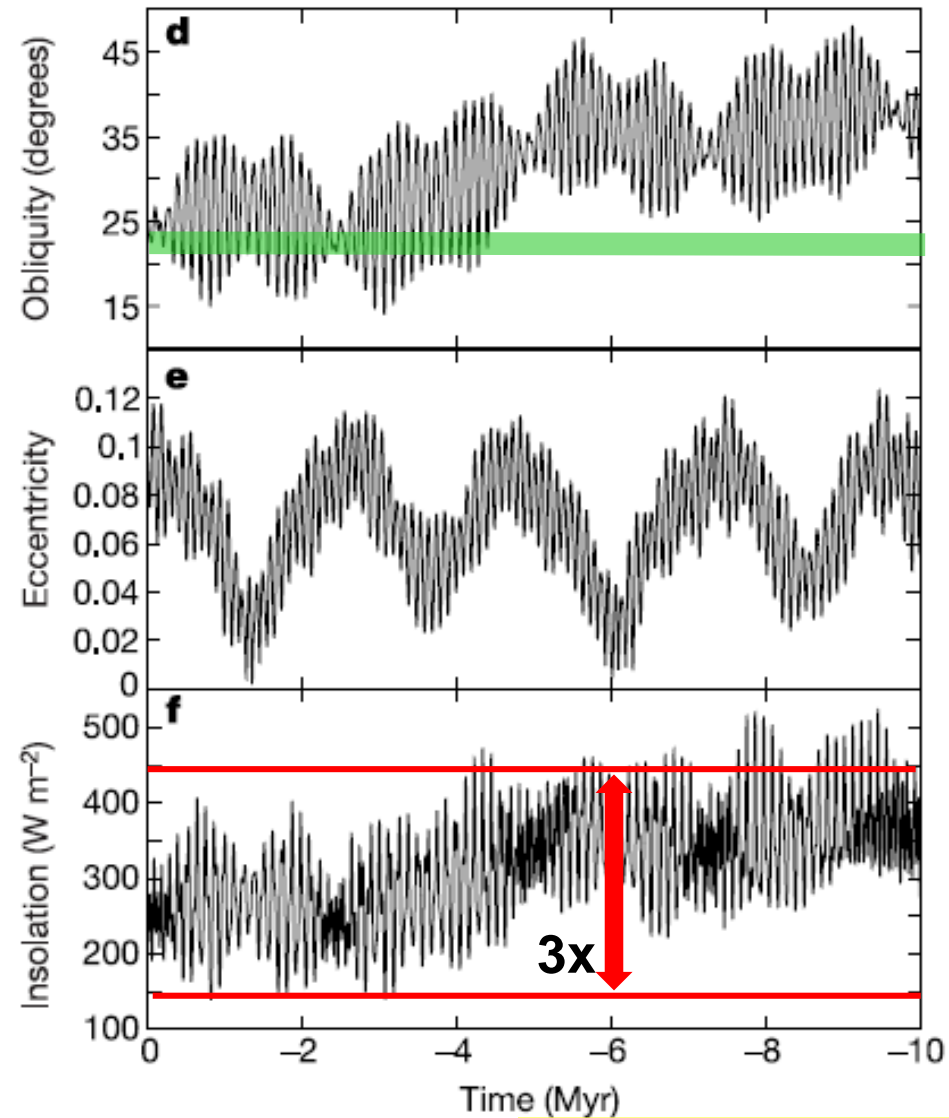 d
Obliquity (degrees)
45
35
25
15
e
Eccentricity
0.12
0.1
0.08
0.06
0.04
0.02
0
f
Insolation (W m⁻²)
500
400
300
200
100
3x
0 –2 –4 –6 –8 –10
Time (Myr)